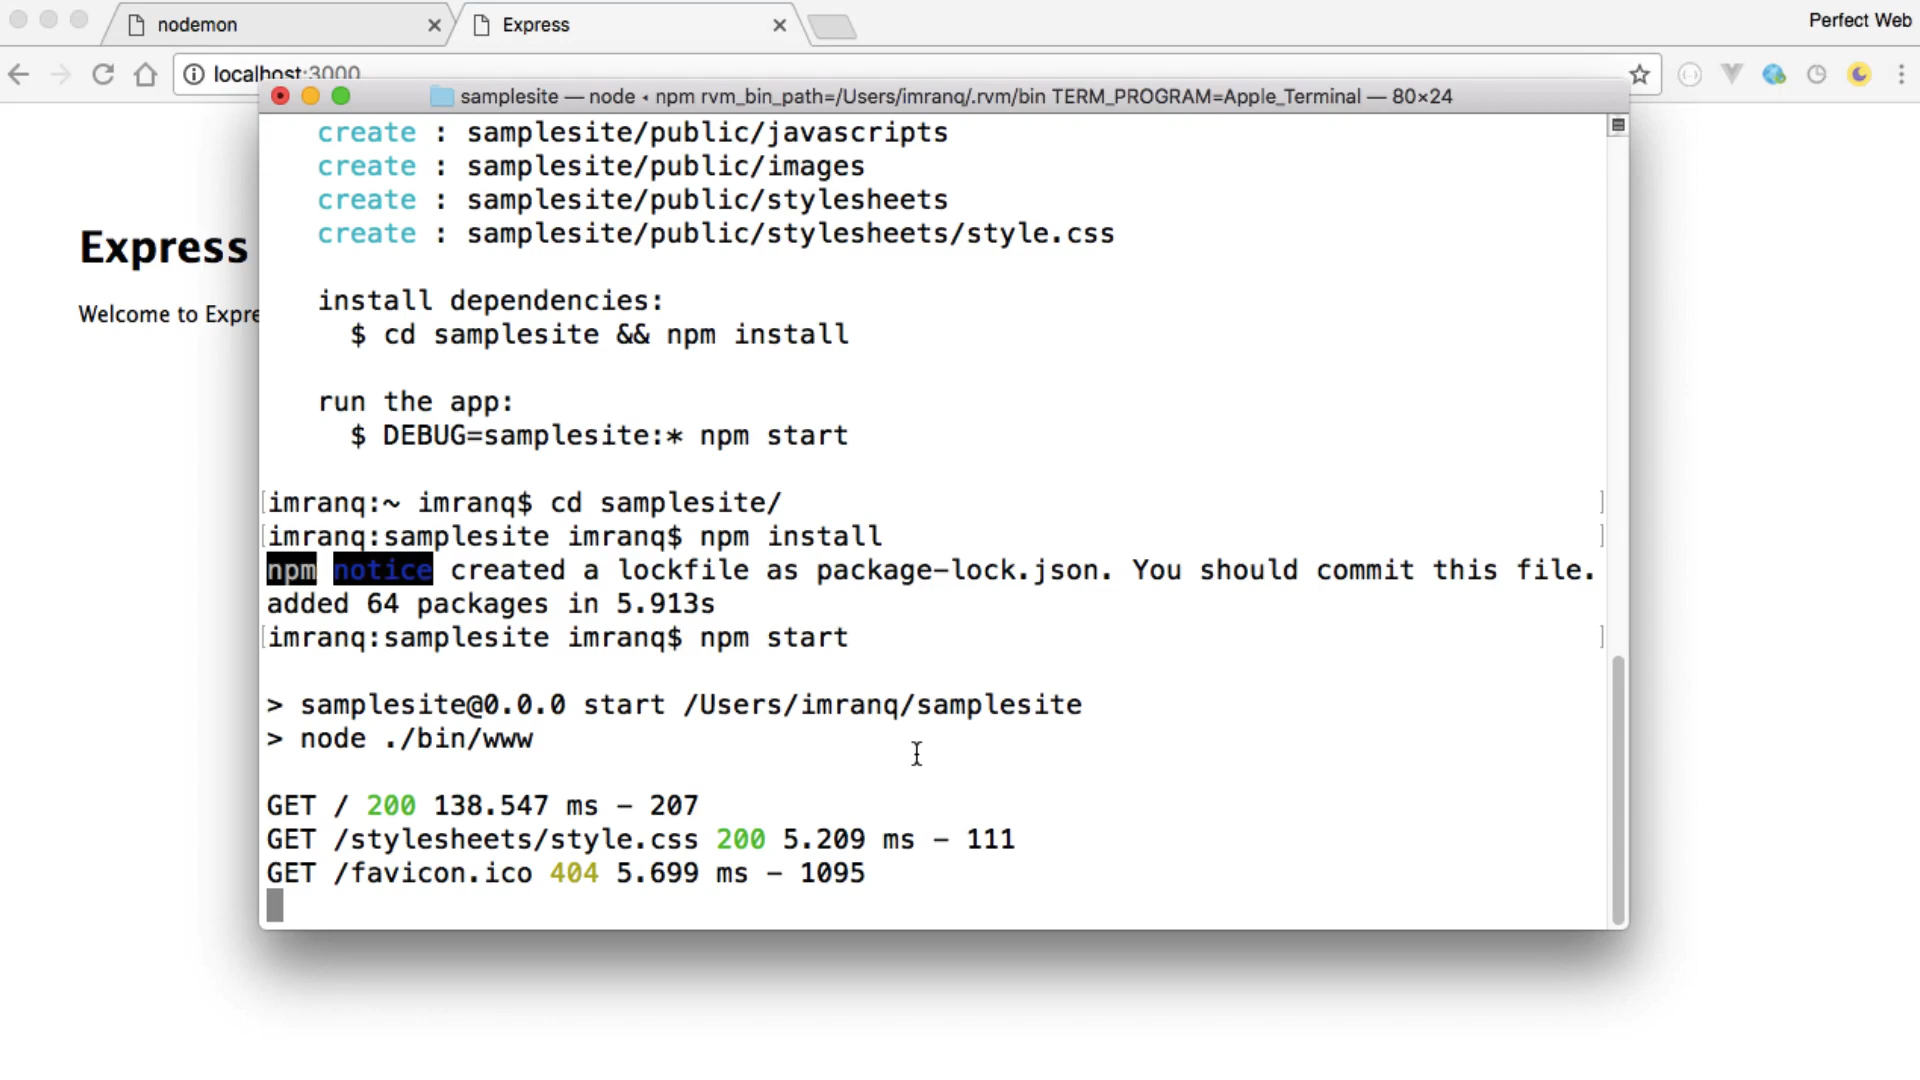 nodemon
Express
Perfect Web
localhost:3000
samplesite — node ◂ npm rvm_bin_path=/Users/imranq/.rvm/bin TERM_PROGRAM=Apple_Terminal — 80×24
create : samplesite/public/javascripts
create : samplesite/public/images
create : samplesite/public/stylesheets
create : samplesite/public/stylesheets/style.css
Express
install dependencies:
Welcome to Expre
$ cd samplesite && npm install
run the app:
$ DEBUG=samplesite:* npm start
[imranq:~ imranq$ cd samplesite/ ]
[imranq:samplesite imranq$ npm install ]
npm notice created a lockfile as package-lock.json. You should commit this file.
added 64 packages in 5.913s
[imranq:samplesite imranq$ npm start ]
> samplesite@0.0.0 start /Users/imranq/samplesite
> node ./bin/www
GET / 200 138.547 ms - 207
GET /stylesheets/style.css 200 5.209 ms - 111
GET /favicon.ico 404 5.699 ms - 1095